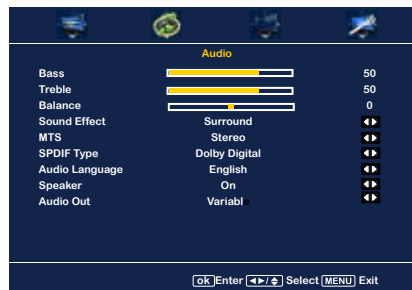 Audio
Bass 50
Treble 50
Balance 0
Sound Effect Surround
MTS Stereo
SPDIF Type Dolby Digital
Audio Language English
Speaker On
Audio Out Variable
ok Enter ◄►/♦ Select MENU Exit